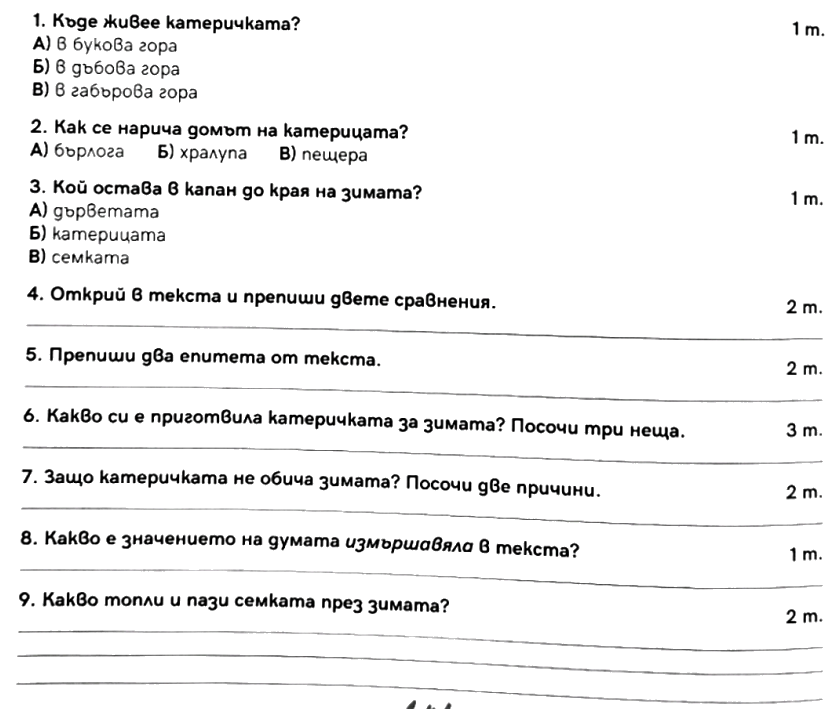 1. Къде живее катеричката? 1 т.
А) в букова гора
Б) в дъбова гора
В) в габърова гора
2. Как се нарича домът на катерицата? 1 т.
А) бърлога Б) хралупа В) пещера
3. Кой остава в капан до края на зимата? 1 т.
А) дърветата
Б) катерицата
В) семката
4. Открий в текста и препиши двете сравнения. 2 т.
5. Препиши два епитета от текста. 2 т.
6. Какво си е приготвила катеричката за зимата? Посочи три неща. 3 т.
7. Защо катеричката не обича зимата? Посочи две причини. 2 т.
8. Какво е значението на думата измършавяла в текста? 1 т.
9. Какво топли и пази семката през зимата? 2 т.